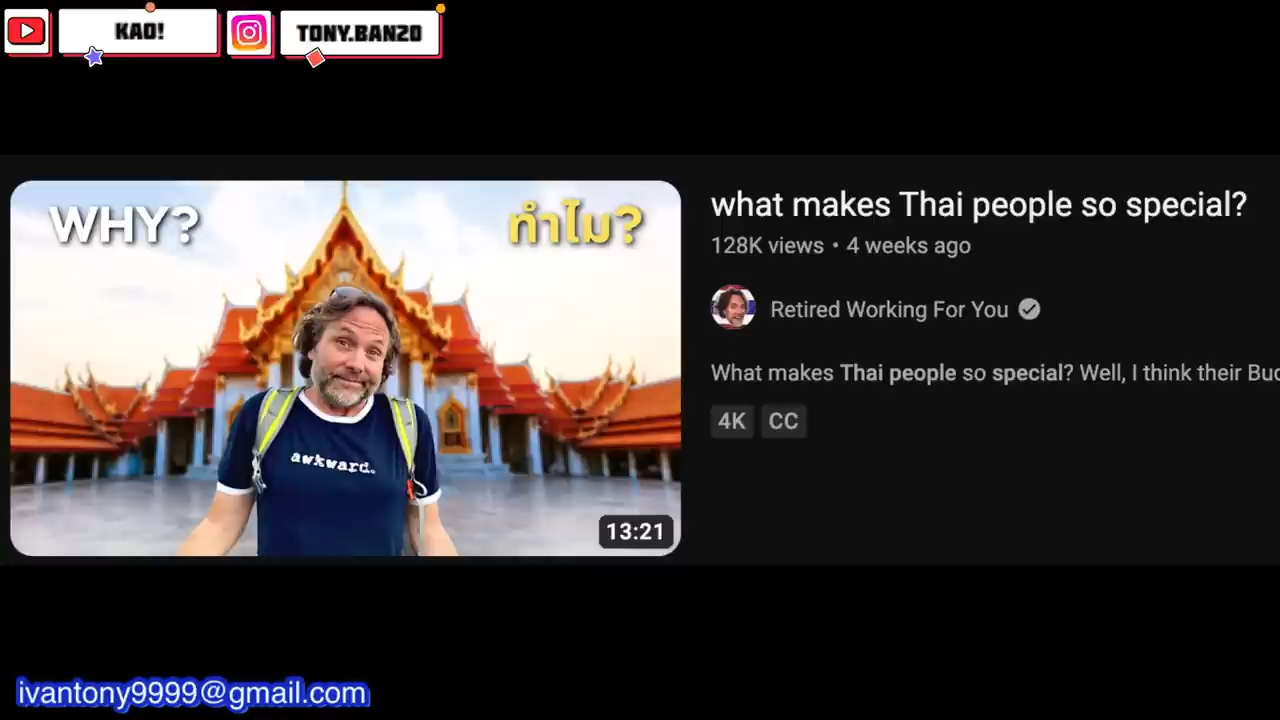 KAO!
TONY.BAN20
WHY?
ทำไม?
awkward.
13:21
what makes Thai people so special?
128K views • 4 weeks ago
Retired Working For You
What makes Thai people so special? Well, I think their Bud
4K CC
ivantony9999@gmail.com